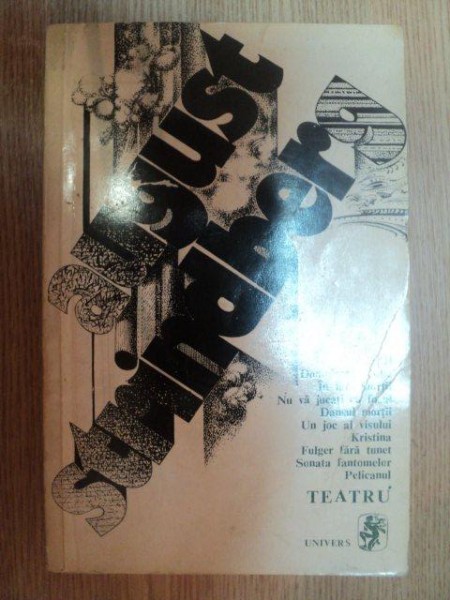 august
strindberg
Nu vă jucați cu focul
Dansul morții
Un joc al visului
Kristina
Fulger fără tunet
Sonata fantomelor
Pelicanul
TEATRU
UNIVERS